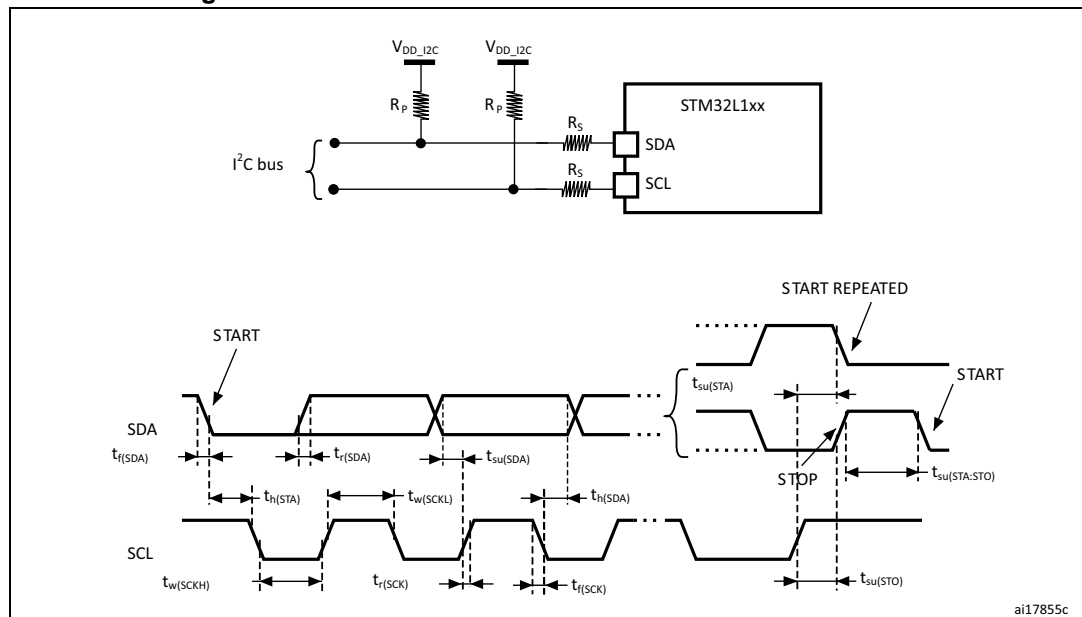 V_DD_I2C V_DD_I2C
R_P R_P
STM32L1xx
R_S
SDA
I²C bus
R_S
SCL
START REPEATED
START
START
t_su(STA)
SDA
t_f(SDA) t_r(SDA) t_su(SDA)
STOP
t_su(STA:STO)
t_h(STA) t_w(SCKL) t_h(SDA)
SCL
t_w(SCKH) t_r(SCK) t_f(SCK) t_su(STO)
ai17855c